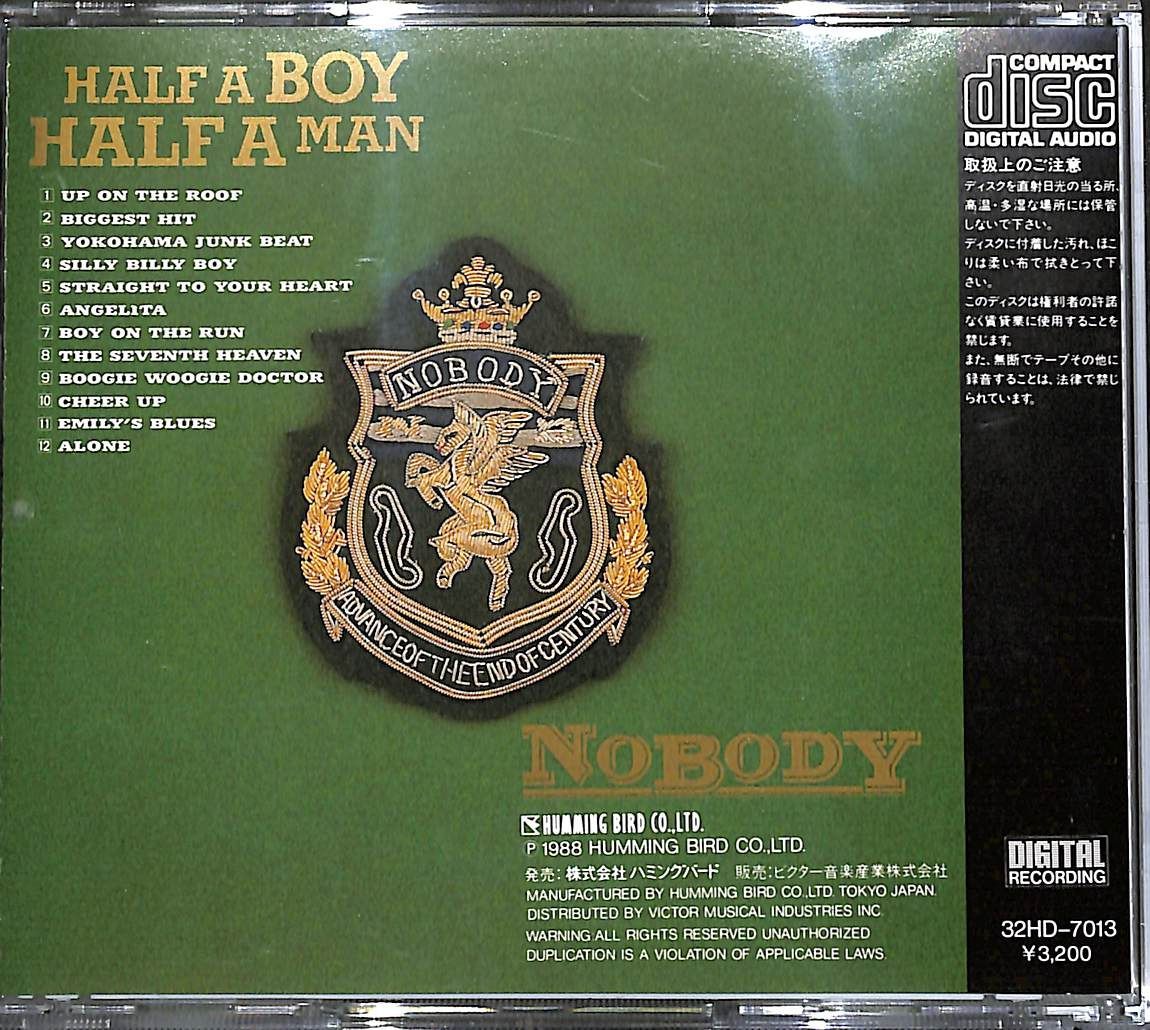 HALF A BOY
HALF A MAN
1 UP ON THE ROOF
2 BIGGEST HIT
3 YOKOHAMA JUNK BEAT
4 SILLY BILLY BOY
5 STRAIGHT TO YOUR HEART
6 ANGELiTA
7 BOY ON THE RUN
8 THE SEVENTH HEAVEN
9 BOOGIE WOOGIE DOCTOR
10 CHEER UP
11 EMILY'S BLUES
12 ALONE
NOBODY
ADVANCE OF THE END OF CENTURY
NOBODY
HUMMING BIRD CO.,LTD.
Ⓟ 1988 HUMMING BIRD CO.,LTD.
発売:株式会社ハミングバード 販売:ビクター音楽産業株式会社
MANUFACTURED BY HUMMING BIRD CO.,LTD. TOKYO JAPAN.
DISTRIBUTED BY VICTOR MUSICAL INDUSTRIES INC.
WARNING:ALL RIGHTS RESERVED UNAUTHORIZED
DUPLICATION IS A VIOLATION OF APPLICABLE LAWS.
COMPACT
disc
DIGITAL AUDIO
取扱上のご注意
ディスクを直射日光の当る所、
高温・多湿な場所には保管
しないで下さい。
ディスクに付着した汚れ、ほこ
りは柔い布で拭きとって下
さい。
このディスクは権利者の許諾
なく賃貸業に使用することを
禁じます。
また、無断でテープその他に
録音することは、法律で禁じ
られています。
DIGITAL
RECORDING
32HD-7013
¥3,200